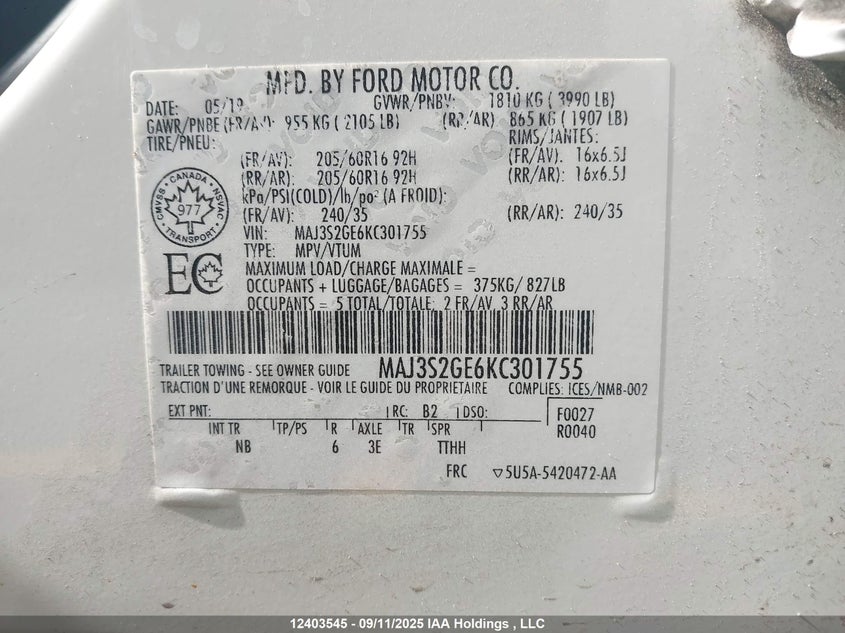 MFD. BY FORD MOTOR CO.
DATE: 05/19 GVWR/PNBV: 1810 KG ( 3990 LB)
GAWR/PNBE (FR/AV): 955 KG ( 2105 LB) (RR/AR) 865 KG ( 1907 LB)
TIRE/PNEU: RIMS/JANTES:
(FR/AV): 205/60R16 92H (FR/AV). 16x6.5J
(RR/AR): 205/60R16 92H (RR/AR): 16x6.5J
kPa/PSI(COLD)/lb/po² (A FROID):
(FR/AV): 240/35 (RR/AR): 240/35
VIN: MAJ3S2GE6KC301755
TYPE: MPV/VTUM
CMVSS - CANADA - NSVAC
977
TRANSPORT
EC
MAXIMUM LOAD/CHARGE MAXIMALE =
OCCUPANTS + LUGGAGE/BAGAGES = 375KG/ 827LB
OCCUPANTS = 5 TOTAL/TOTALE: 2 FR/AV, 3 RR/AR
TRAILER TOWING - SEE OWNER GUIDE MAJ3S2GE6KC301755
TRACTION D'UNE REMORQUE - VOIR LE GUIDE DU PROPRIETAIRE COMPLIES: ICES/NMB-002
EXT PNT: RC: B2 DSO: F0027
INT TR TP/PS R AXLE TR SPR R0040
NB 6 3E TTHH
FRC 5U5A-5420472-AA
VOID
12403545 - 09/11/2025 IAA Holdings , LLC